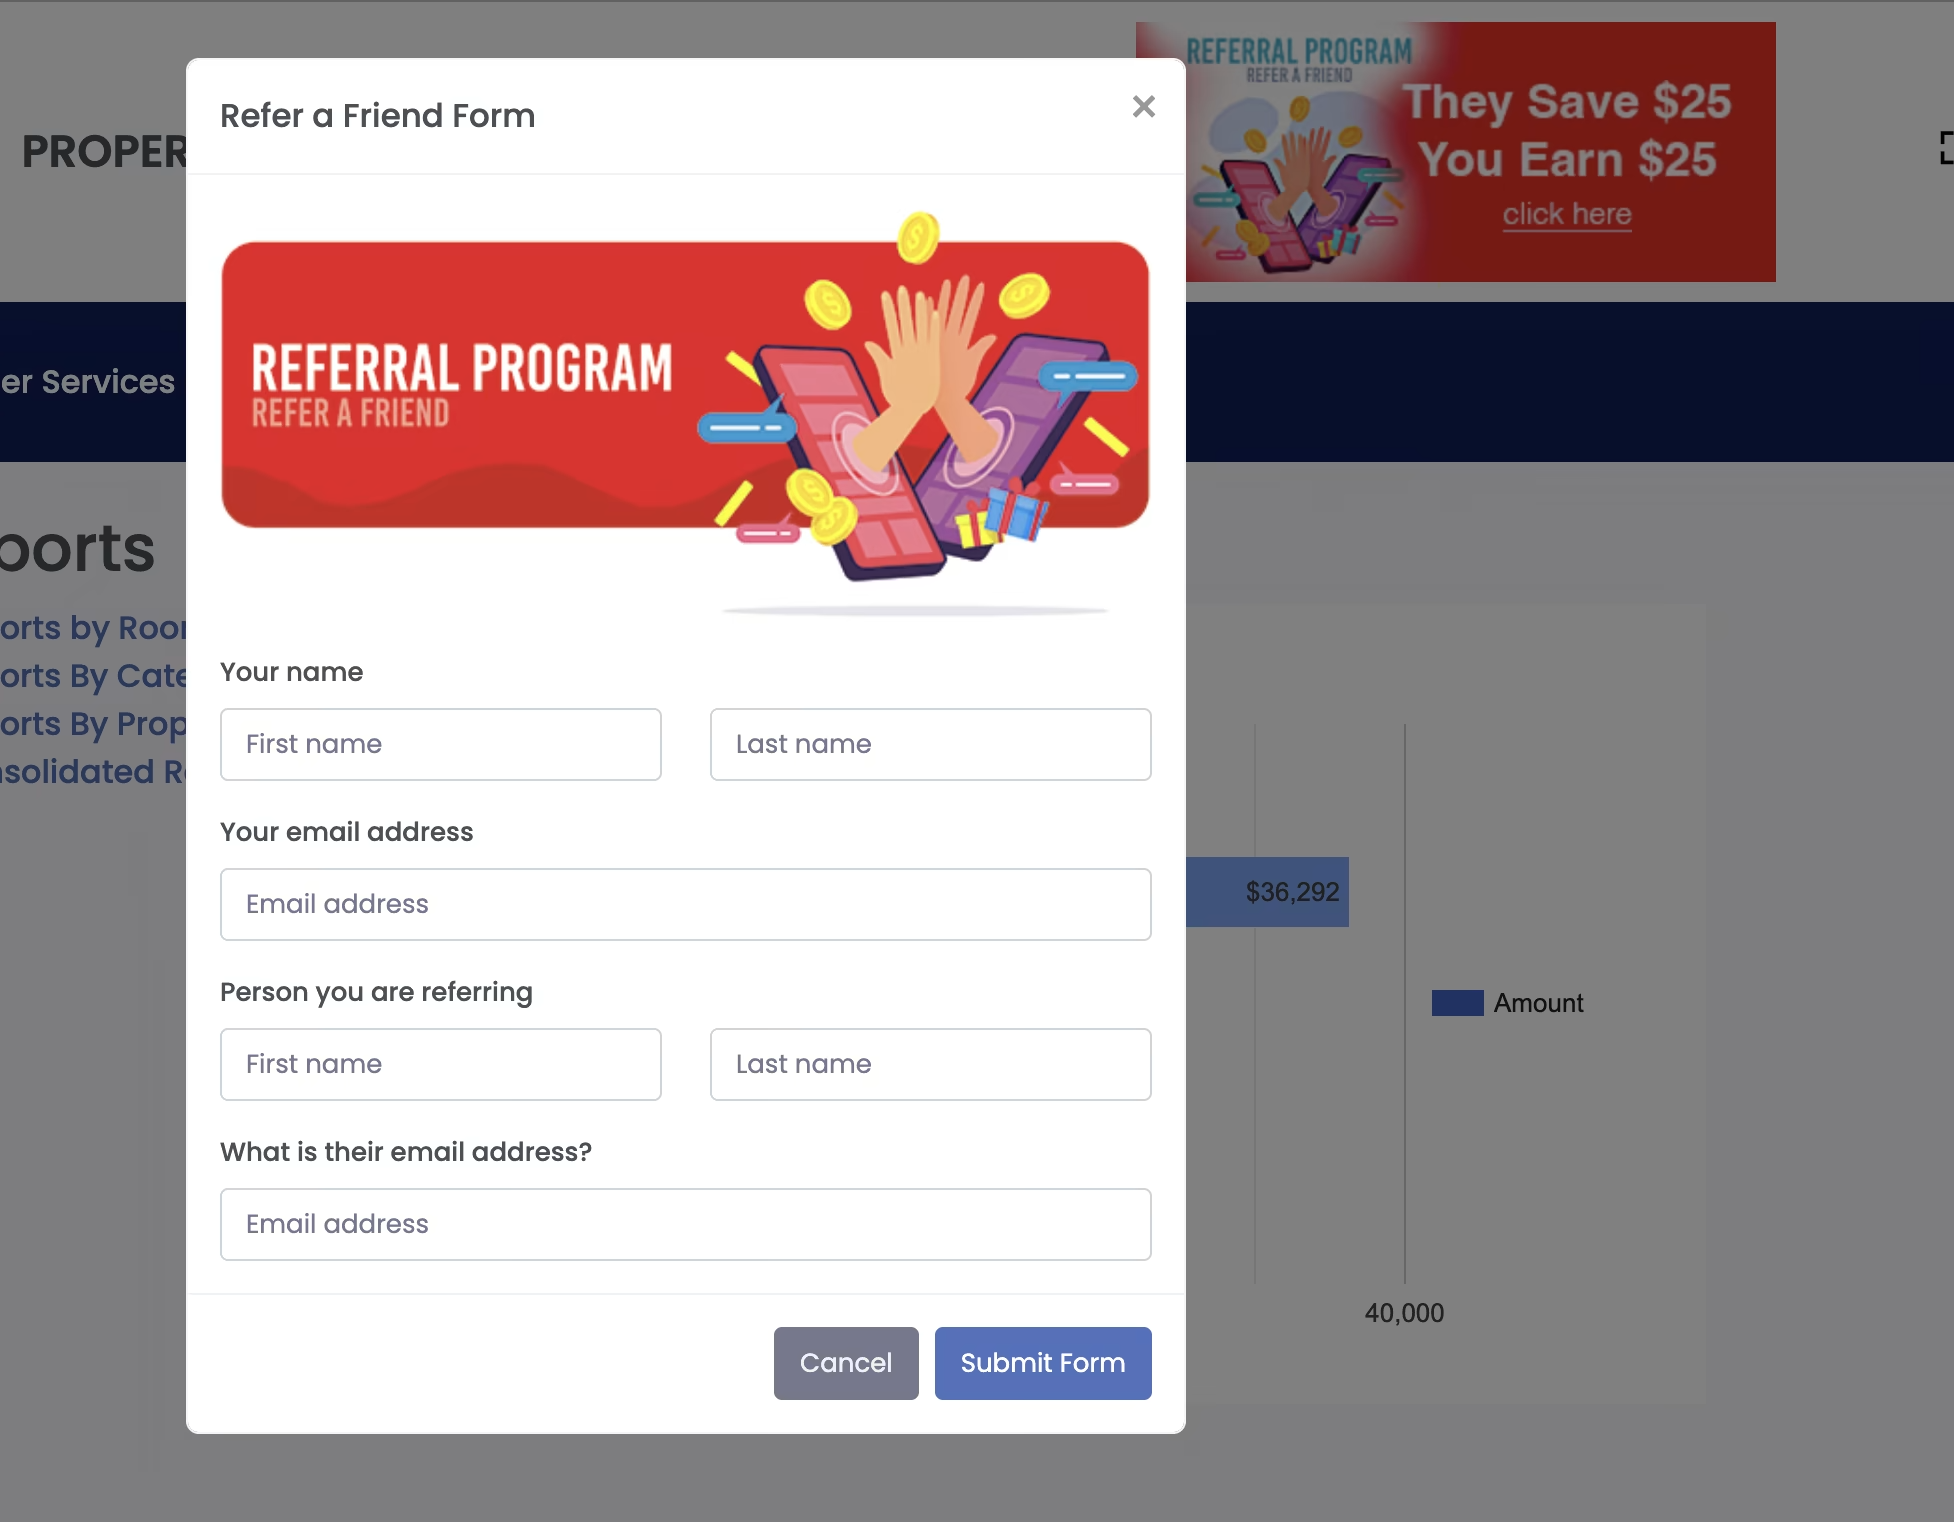 REFERRAL PROGRAM
REFER A FRIEND
They Save $25
You Earn $25
click here
PROPER
er Services
ports
orts by Roo
orts By Cate
orts By Prop
nsolidated R
Refer a Friend Form
×
REFERRAL PROGRAM
REFER A FRIEND
Your name
First name
Last name
Your email address
Email address
Person you are referring
First name
Last name
What is their email address?
Email address
Cancel
Submit Form
$36,292
Amount
40,000